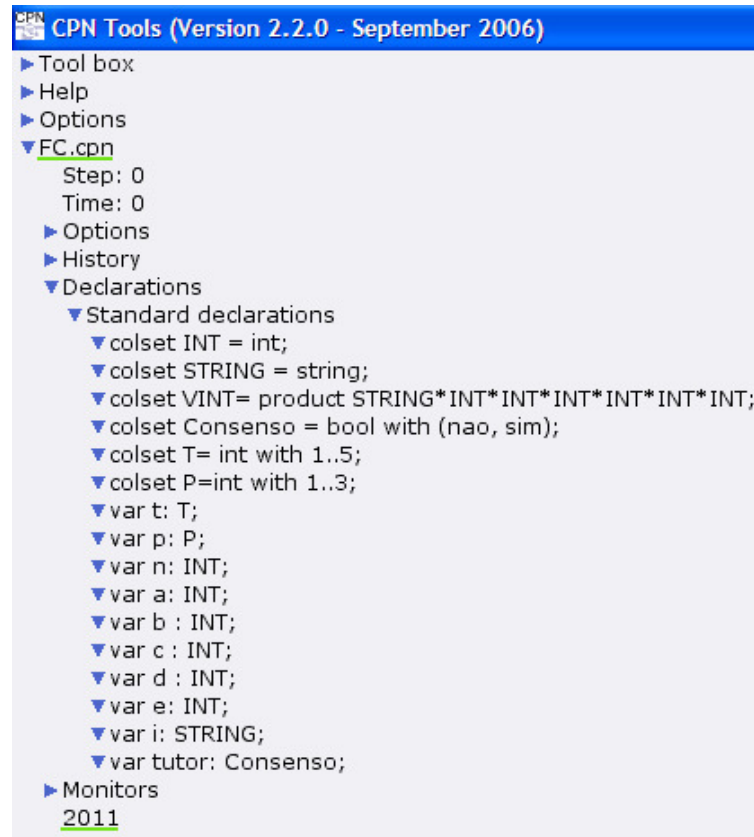 CPN Tools (Version 2.2.0 - September 2006)
Tool box
Help
Options
FC.cpn
Step: 0
Time: 0
Options
History
Declarations
Standard declarations
colset INT = int;
colset STRING = string;
colset VINT= product STRING*INT*INT*INT*INT*INT*INT;
colset Consenso = bool with (nao, sim);
colset T= int with 1..5;
colset P=int with 1..3;
var t: T;
var p: P;
var n: INT;
var a: INT;
var b : INT;
var c : INT;
var d : INT;
var e: INT;
var i: STRING;
var tutor: Consenso;
Monitors
2011